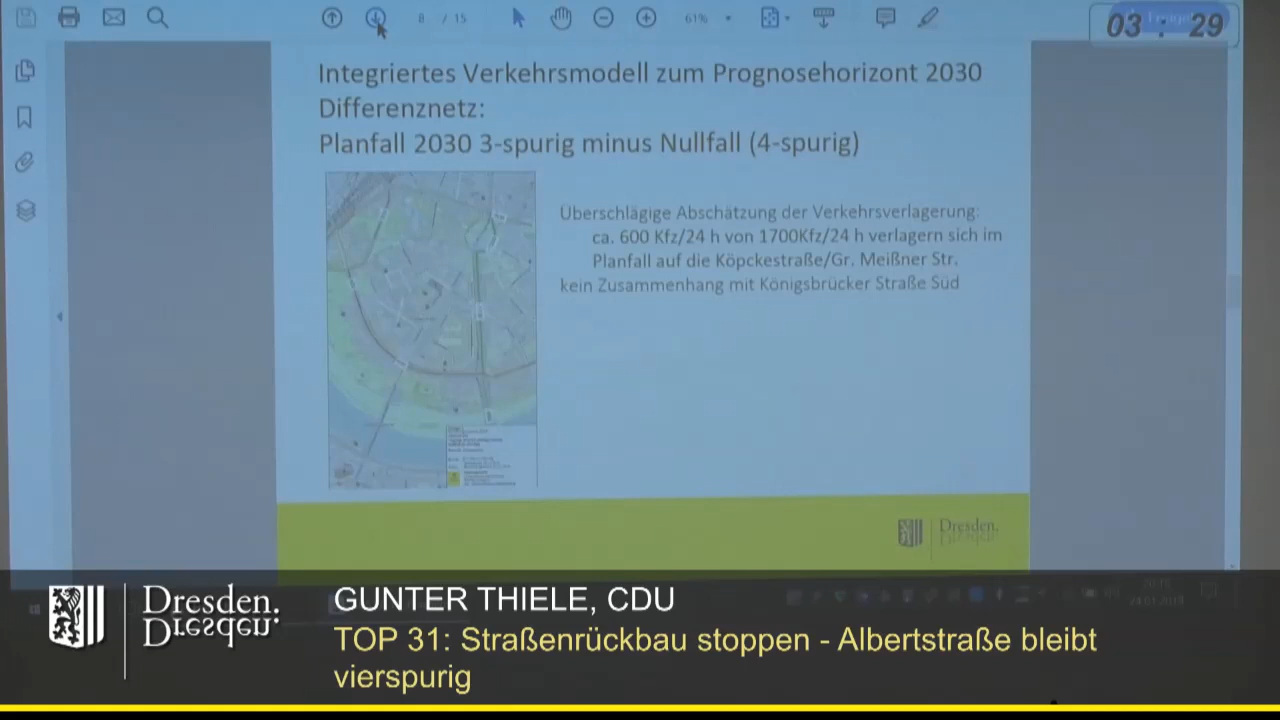 8 / 15
61%
03 : 29
Integriertes Verkehrsmodell zum Prognosehorizont 2030
Differenznetz:
Planfall 2030 3-spurig minus Nullfall (4-spurig)
Überschlägige Abschätzung der Verkehrsverlagerung:
ca. 600 Kfz/24 h von 1700Kfz/24 h verlagern sich im
Planfall auf die Köpckestraße/Gr. Meißner Str.
kein Zusammenhang mit Königsbrücker Straße Süd
Dresden.
Dresden.
GUNTER THIELE, CDU
TOP 31: Straßenrückbau stoppen - Albertstraße bleibt
vierspurig